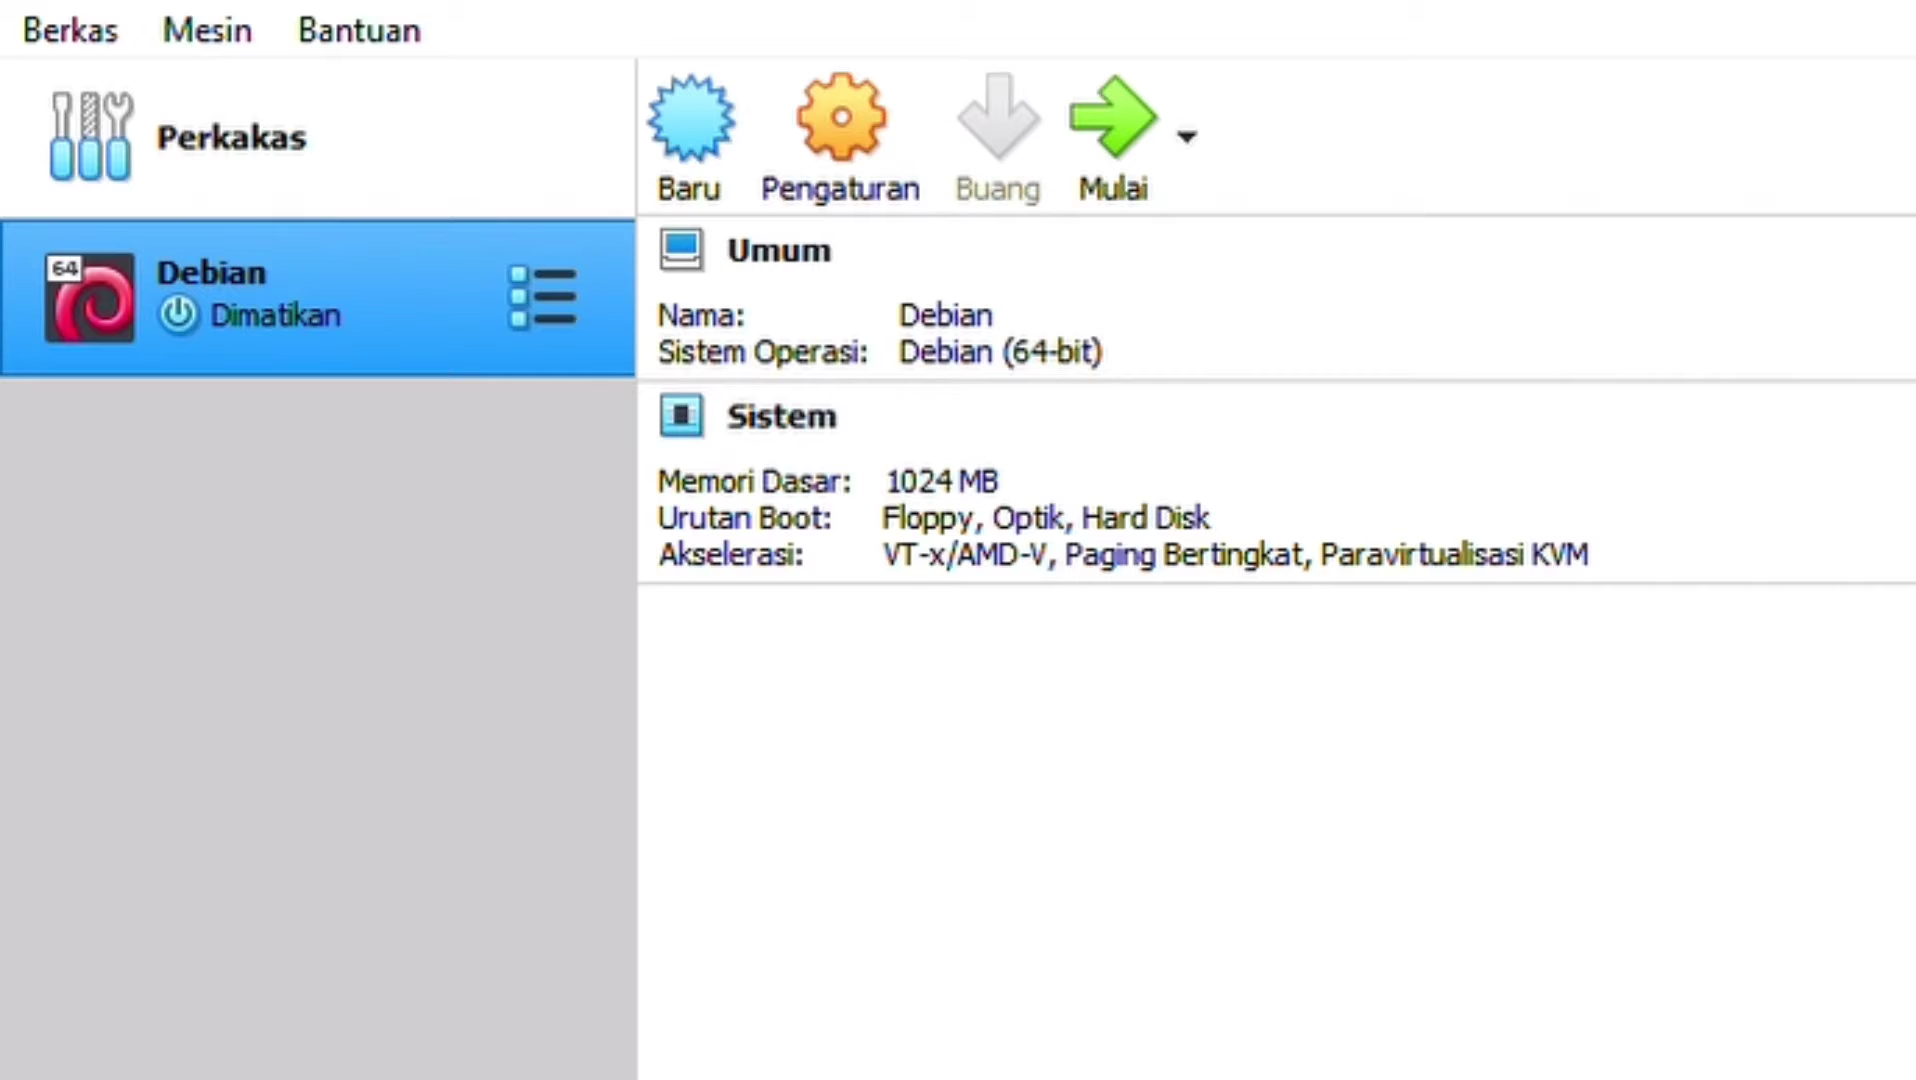 Berkas Mesin Bantuan
Perkakas
Baru Pengaturan Buang Mulai
64
Debian
Dimatikan
Umum
Nama: Debian
Sistem Operasi: Debian (64-bit)
Sistem
Memori Dasar: 1024 MB
Urutan Boot: Floppy, Optik, Hard Disk
Akselerasi: VT-x/AMD-V, Paging Bertingkat, Paravirtualisasi KVM